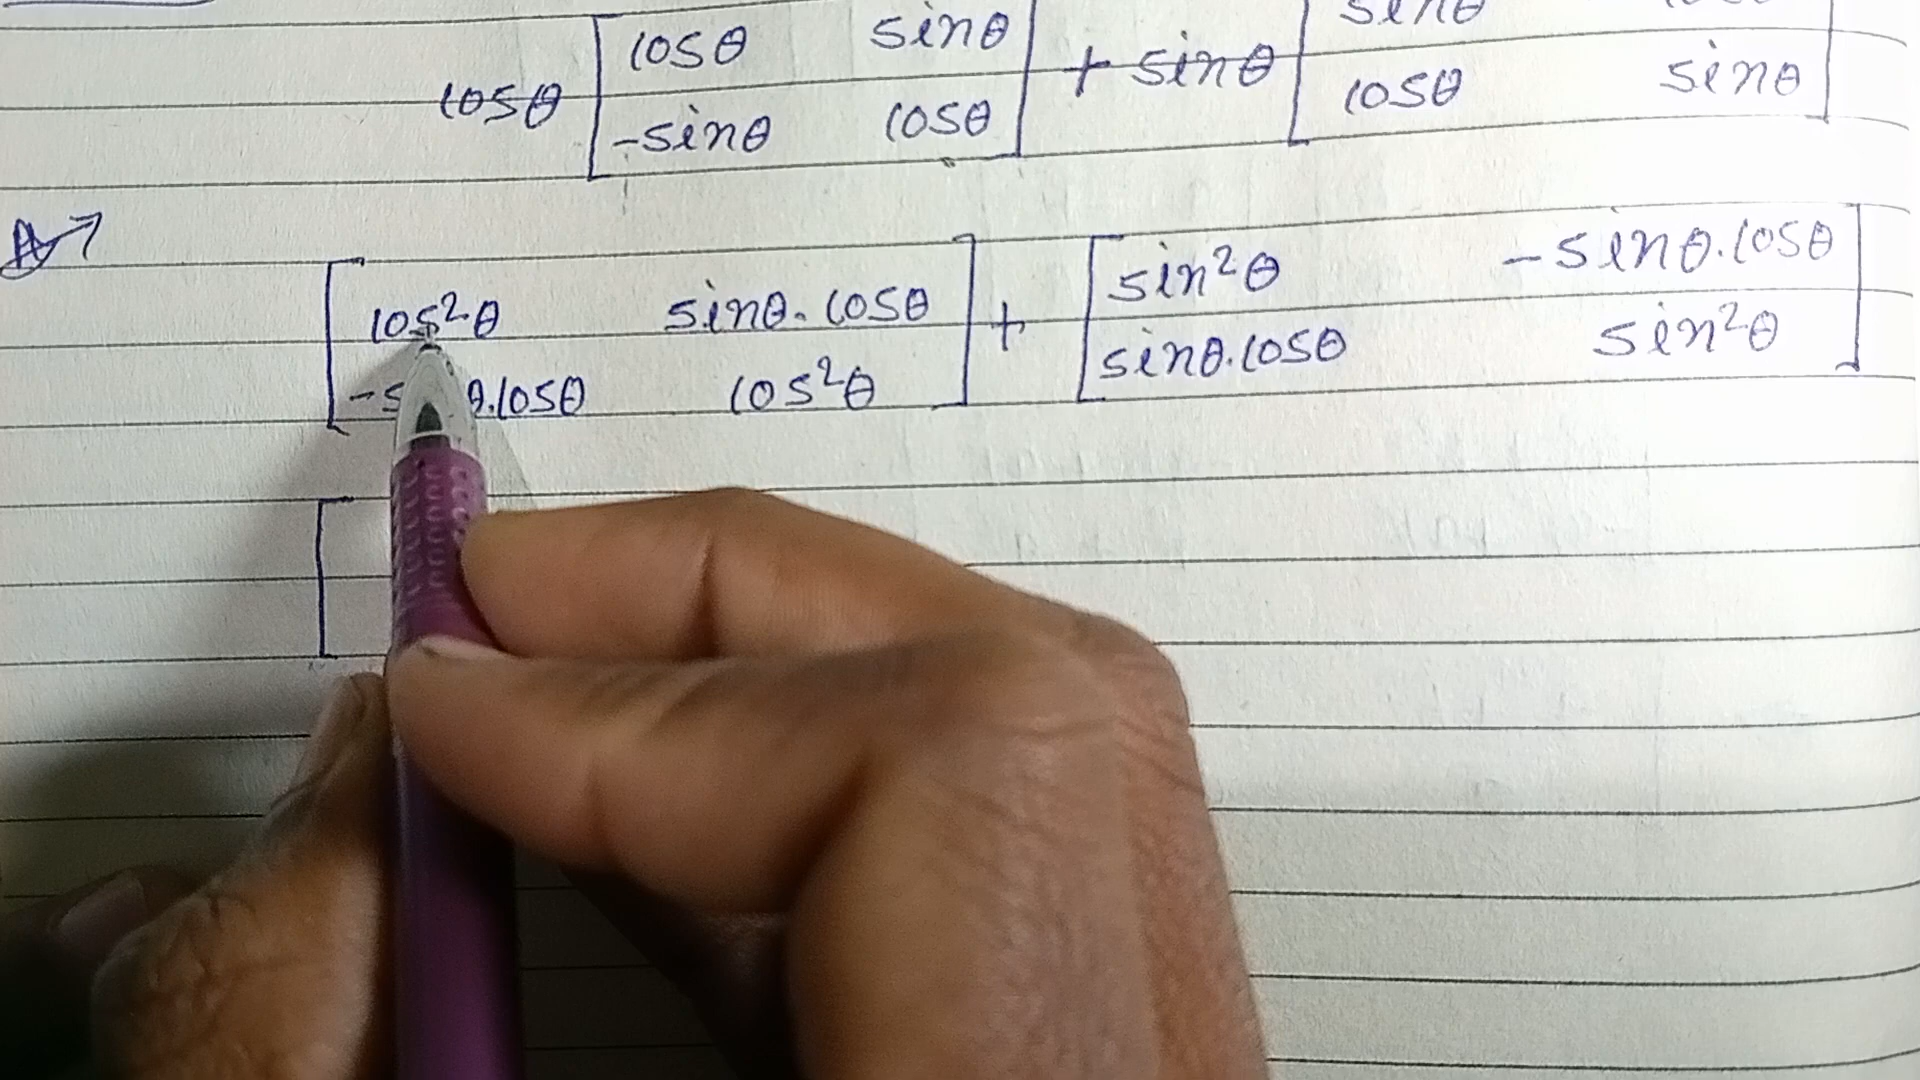 cosθ [cosθ sinθ] + sinθ [sinθ
-sinθ cosθ] cosθ sinθ]
A→
[cos²θ sinθ.cosθ] + [sin²θ -sinθ.cosθ]
θ.cosθ cos²θ] sinθ.cosθ sin²θ]
[